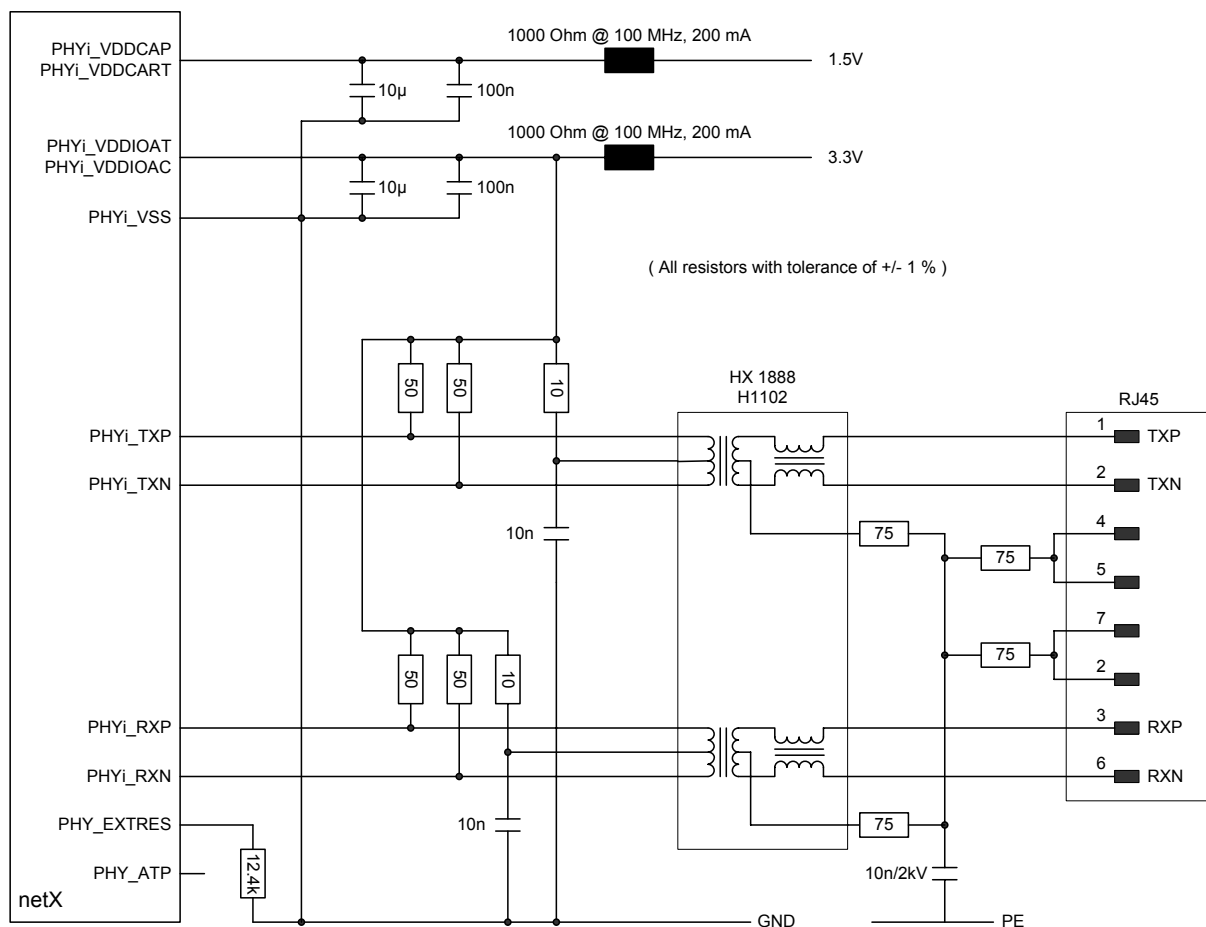 PHYi_VDDCAP
PHYi_VDDCART
1000 Ohm @ 100 MHz, 200 mA
1.5V
10µ
100n
PHYi_VDDIOAT
PHYi_VDDIOAC
1000 Ohm @ 100 MHz, 200 mA
3.3V
10µ
100n
PHYi_VSS
( All resistors with tolerance of +/- 1 % )
50
50
10
HX 1888
H1102
RJ45
PHYi_TXP
1
TXP
PHYi_TXN
2
TXN
10n
75
4
75
5
7
50
50
10
75
2
PHYi_RXP
3
RXP
PHYi_RXN
6
RXN
PHY_EXTRES
10n
75
PHY_ATP
12.4k
10n/2kV
netX
GND
PE